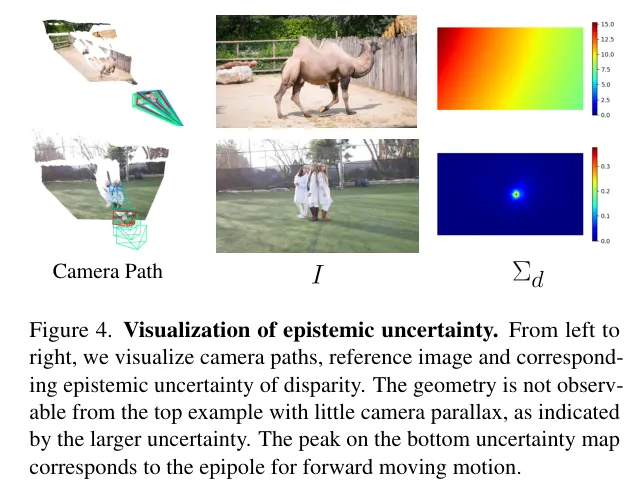 15.0
12.5
10.0
7.5
5.0
2.5
0.0
0.3
0.2
0.1
0.0
Camera Path I Σd
Figure 4. Visualization of epistemic uncertainty. From left to
right, we visualize camera paths, reference image and correspond-
ing epistemic uncertainty of disparity. The geometry is not observ-
able from the top example with little camera parallax, as indicated
by the larger uncertainty. The peak on the bottom uncertainty map
corresponds to the epipole for forward moving motion.